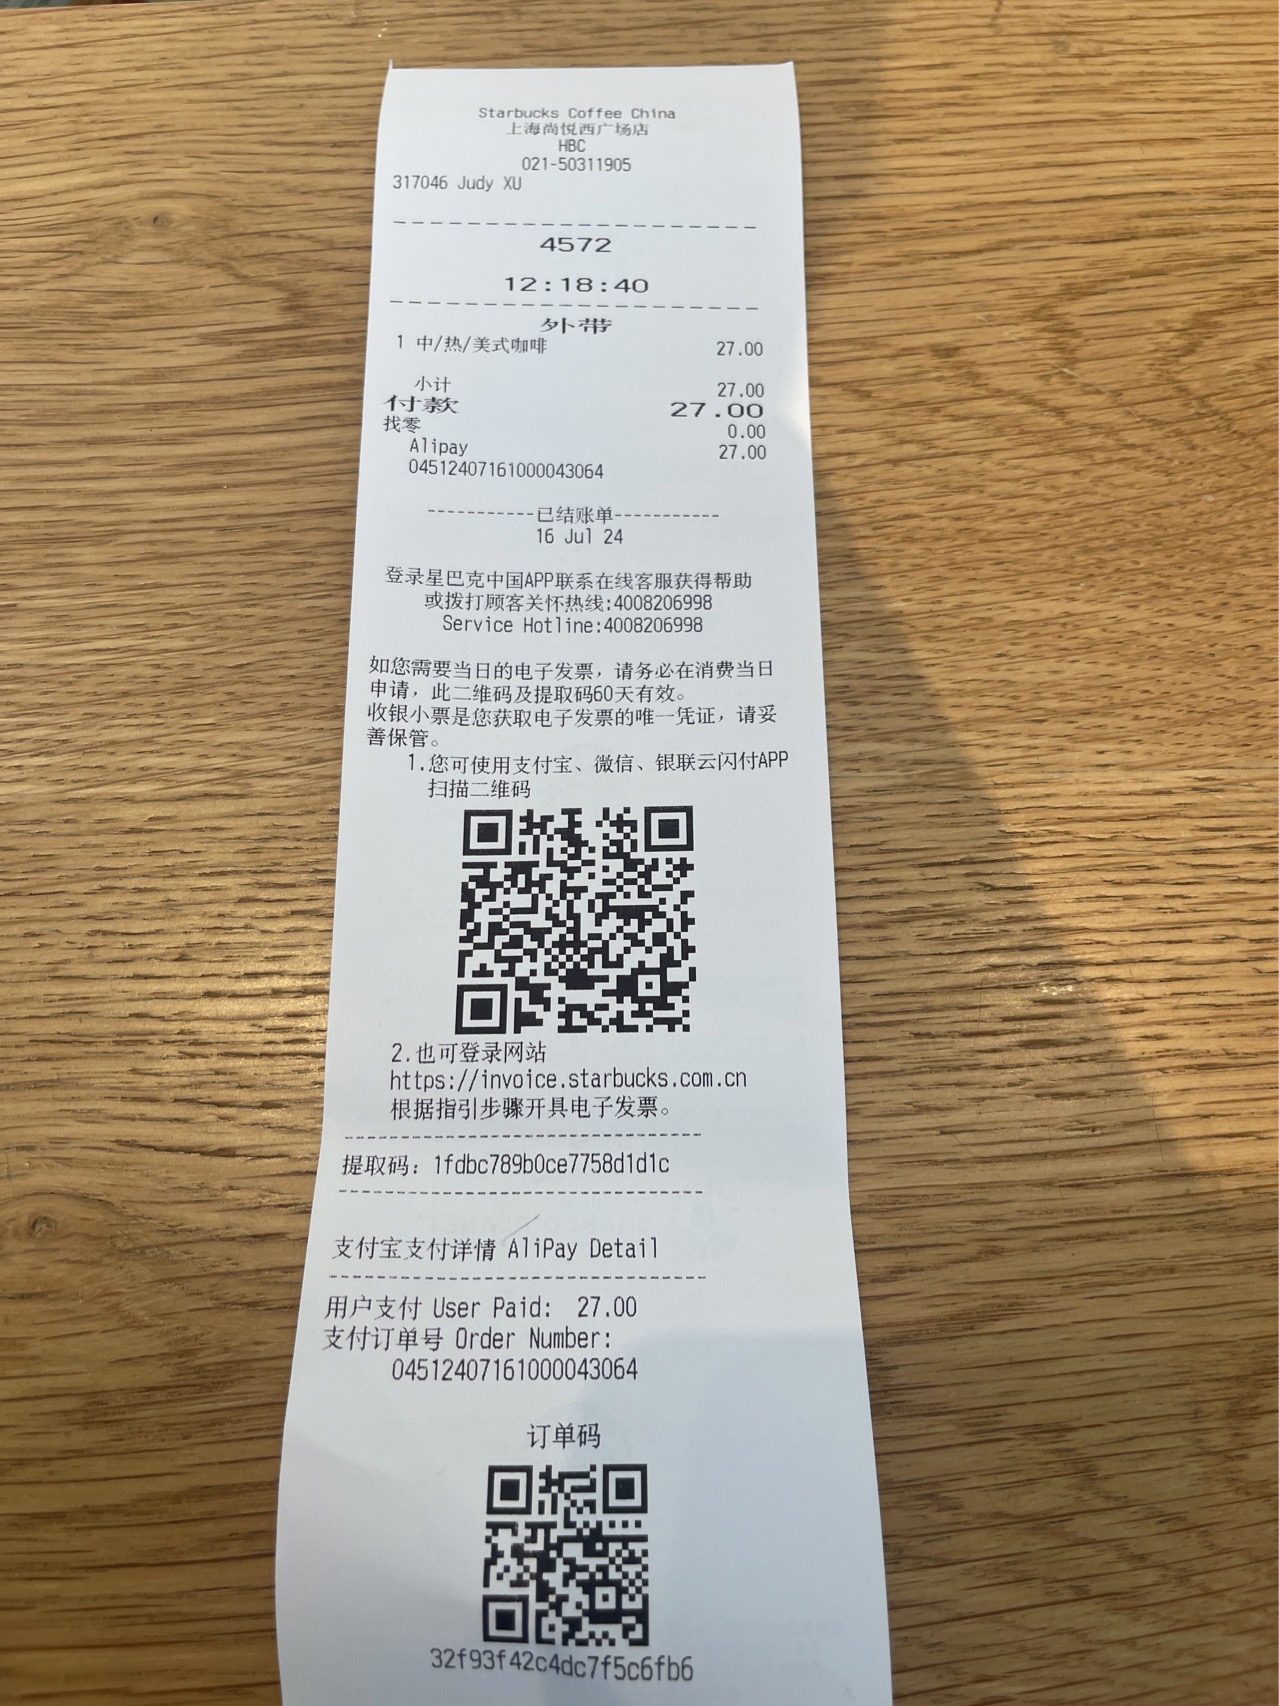 Starbucks Coffee China
上海尚悦西广场店
HBC
021-50311905
317046 Judy XU
4572
12:18:40
外带
1 中/热/美式咖啡 27.00
小计 27.00
付款 27.00
找零 0.00
Alipay 27.00
04512407161000043064
-----------已结账单-----------
16 Jul 24
登录星巴克中国APP联系在线客服获得帮助
或拨打顾客关怀热线:4008206998
Service Hotline:4008206998
如您需要当日的电子发票，请务必在消费当日
申请，此二维码及提取码60天有效。
收银小票是您获取电子发票的唯一凭证，请妥
善保管。
1.您可使用支付宝、微信、银联云闪付APP
扫描二维码
2.也可登录网站
https://invoice.starbucks.com.cn
根据指引步骤开具电子发票。
提取码：1fdbc789b0ce7758d1d1c
支付宝支付详情 AliPay Detail
用户支付 User Paid: 27.00
支付订单号 Order Number:
04512407161000043064
订单码
32f93f42c4dc7f5c6fb6